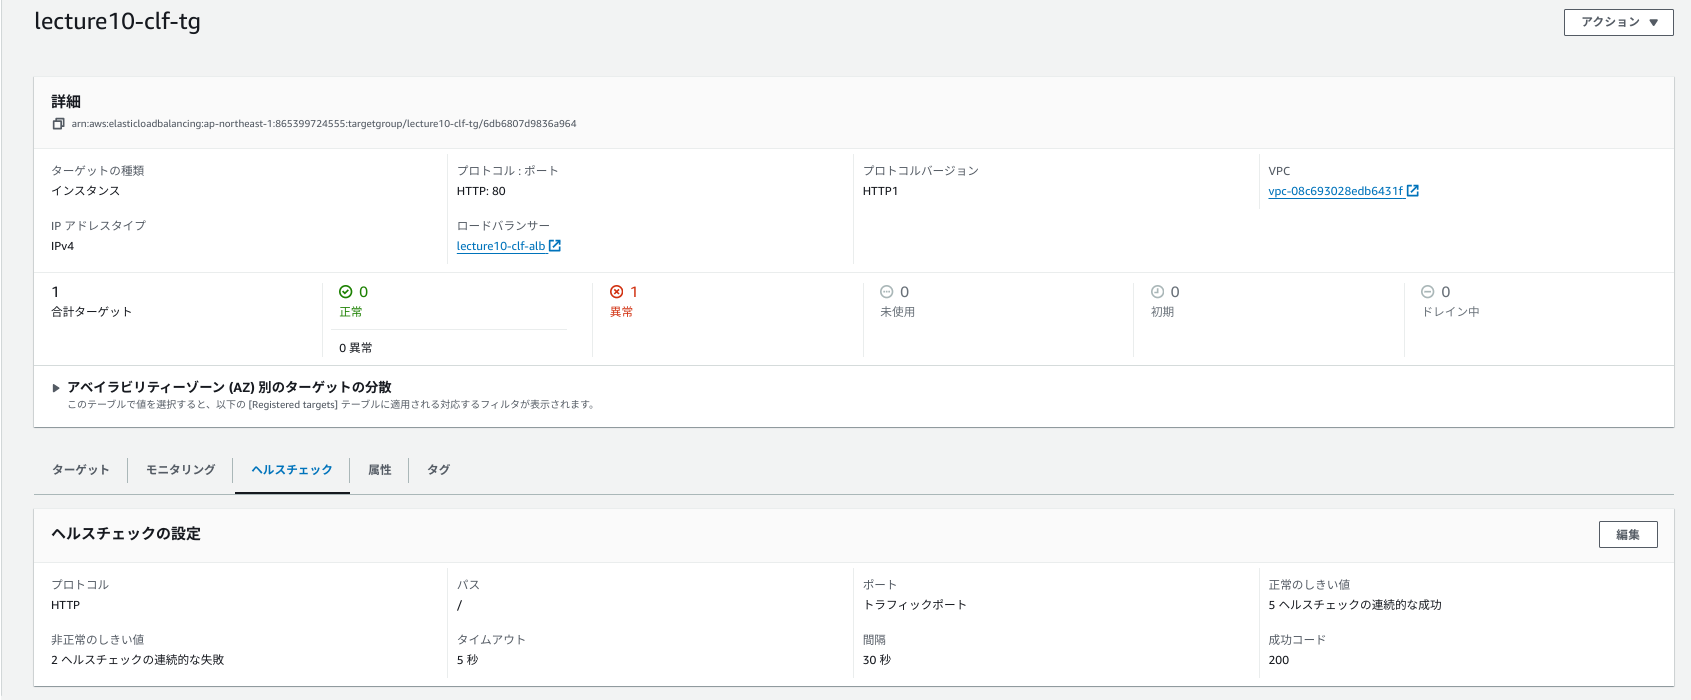 lecture10-clf-tg
アクション
詳細
arn:aws:elasticloadbalancing:ap-northeast-1:865399724555:targetgroup/lecture10-clf-tg/6db6807d9836a964
ターゲットの種類
インスタンス
プロトコル : ポート
HTTP: 80
プロトコルバージョン
HTTP1
VPC
vpc-08c693028edb6431f
IP アドレスタイプ
IPv4
ロードバランサー
lecture10-clf-alb
1
合計ターゲット
0
正常
0 異常
1
異常
0
未使用
0
初期
0
ドレイン中
アベイラビリティーゾーン (AZ) 別のターゲットの分散
このテーブルで値を選択すると、以下の [Registered targets] テーブルに適用される対応するフィルタが表示されます。
ターゲット
モニタリング
ヘルスチェック
属性
タグ
ヘルスチェックの設定
編集
プロトコル
HTTP
パス
/
ポート
トラフィックポート
正常のしきい値
5 ヘルスチェックの連続的な成功
非正常のしきい値
2 ヘルスチェックの連続的な失敗
タイムアウト
5 秒
間隔
30 秒
成功コード
200